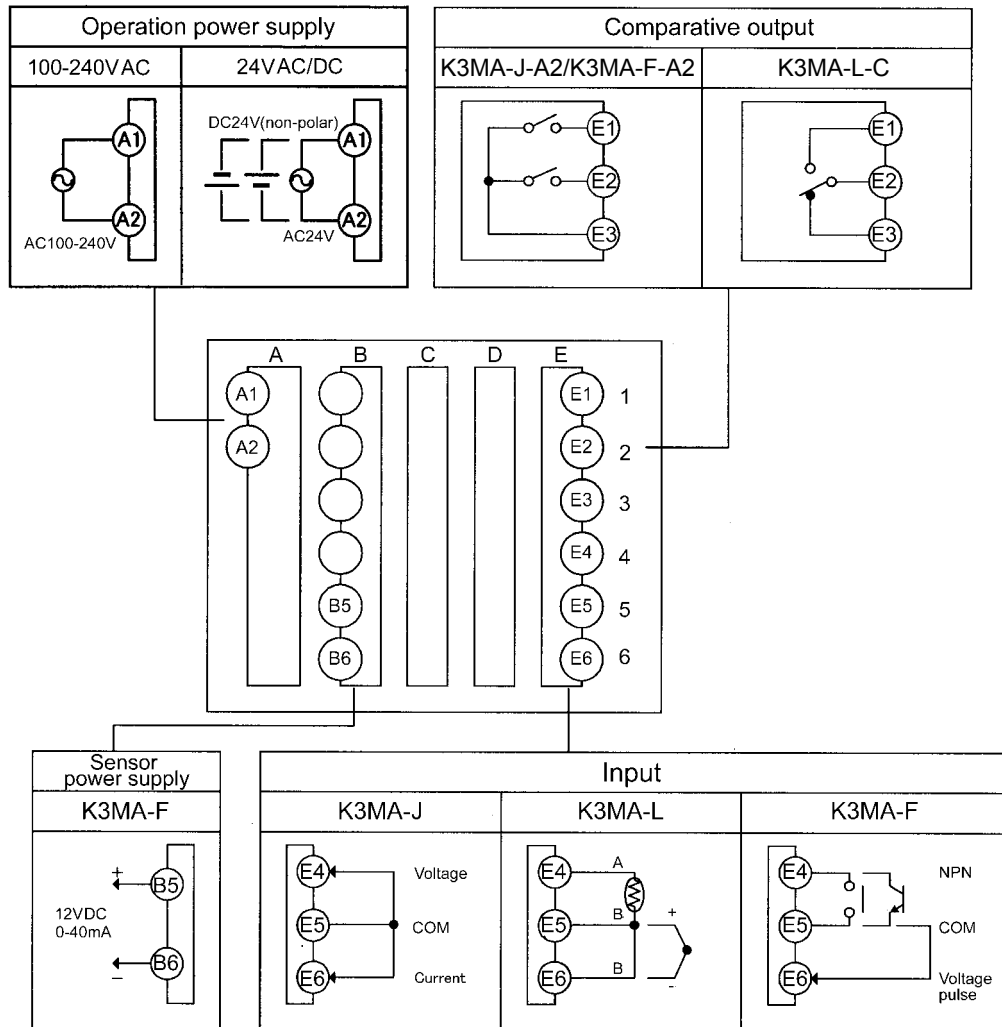 Operation power supply
100-240VAC
24VAC/DC
A1
A2
AC100-240V
DC24V(non-polar)
A1
A2
AC24V
Comparative output
K3MA-J-A2/K3MA-F-A2
K3MA-L-C
E1
E2
E3
E1
E2
E3
A B C D E
A1 E1 1
A2 E2 2
E3 3
E4 4
B5 E5 5
B6 E6 6
Sensor
power supply
K3MA-F
+
B5
12VDC
0-40mA
B6
−
Input
K3MA-J
K3MA-L
K3MA-F
E4 Voltage
E5 COM
E6 Current
E4 A
E5 B +
E6 B -
E4 NPN
E5 COM
E6 Voltage
pulse